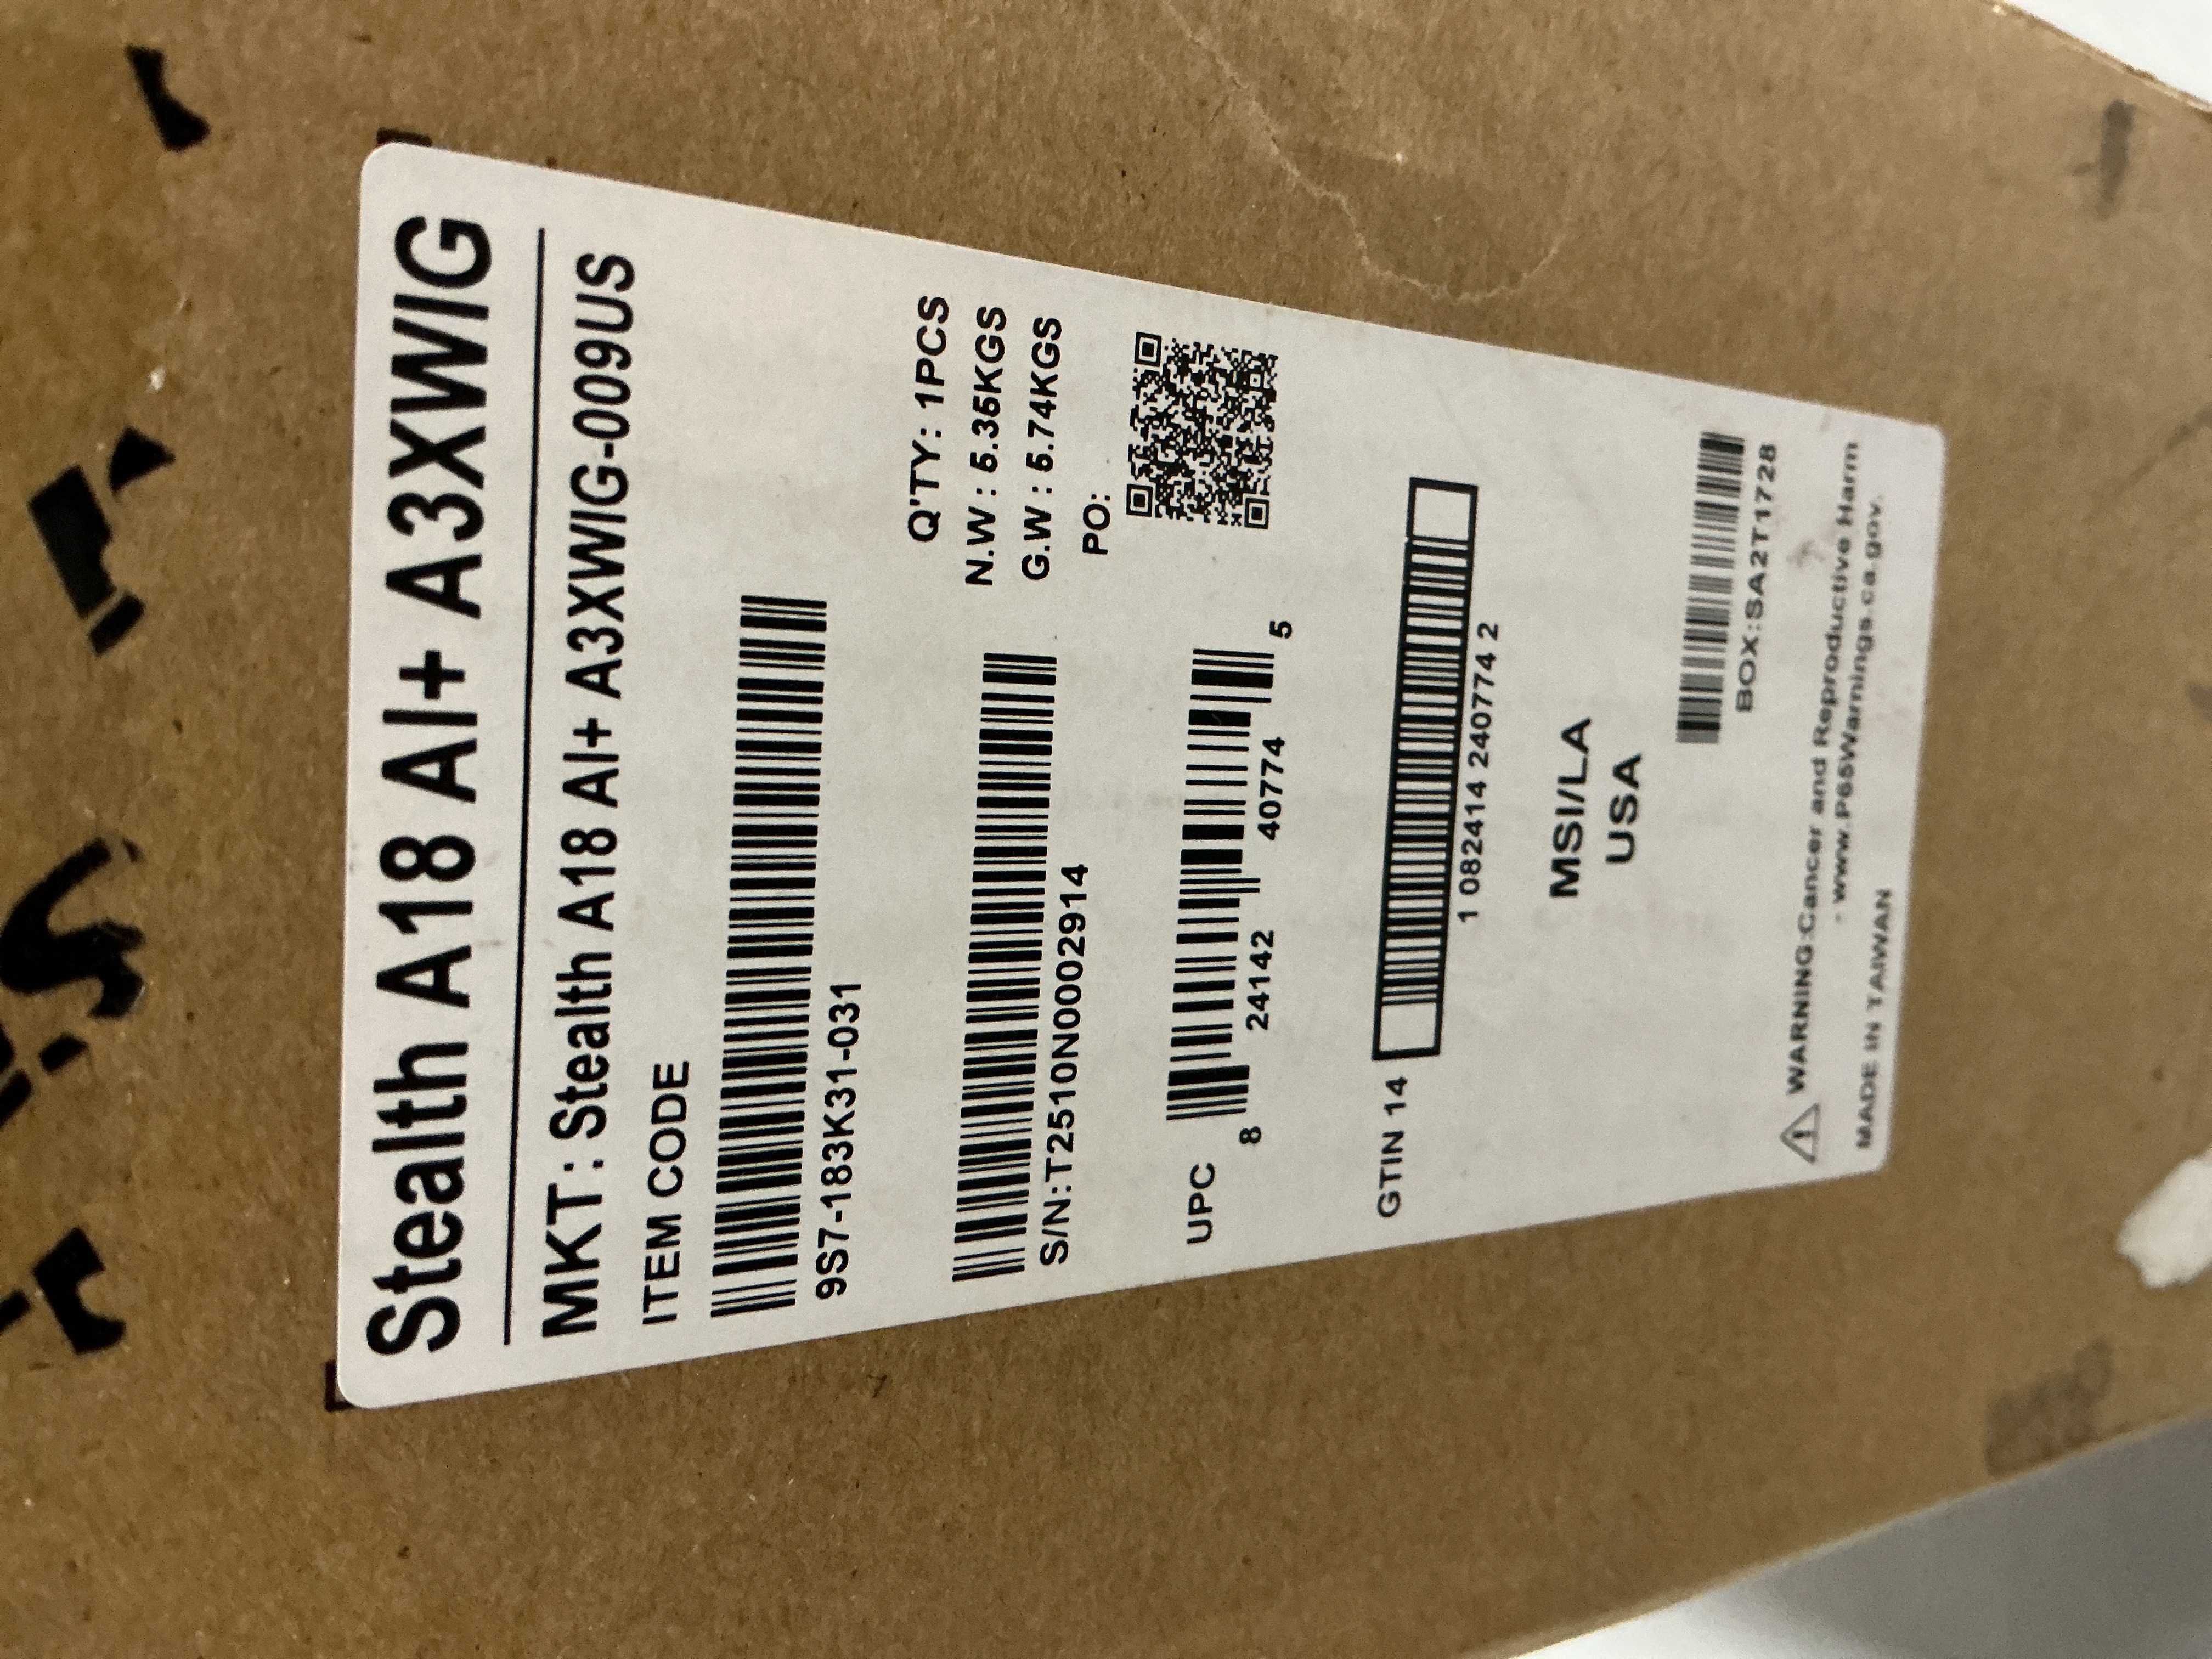 Stealth A18 AI+ A3XWIG
MKT: Stealth A18 AI+ A3XWIG-009US
ITEM CODE
9S7-183K31-031
Q'TY: 1PCS
N.W : 5.35KGS
G.W : 5.74KGS
PO:
S/N:T2510N0002914
UPC
8 24142 40774 5
GTIN 14
1 082414 240774 2
MSI/LA
USA
BOX:SA2T1728
WARNING:Cancer and Reproductive Harm
- www.P65Warnings.ca.gov.
MADE IN TAIWAN